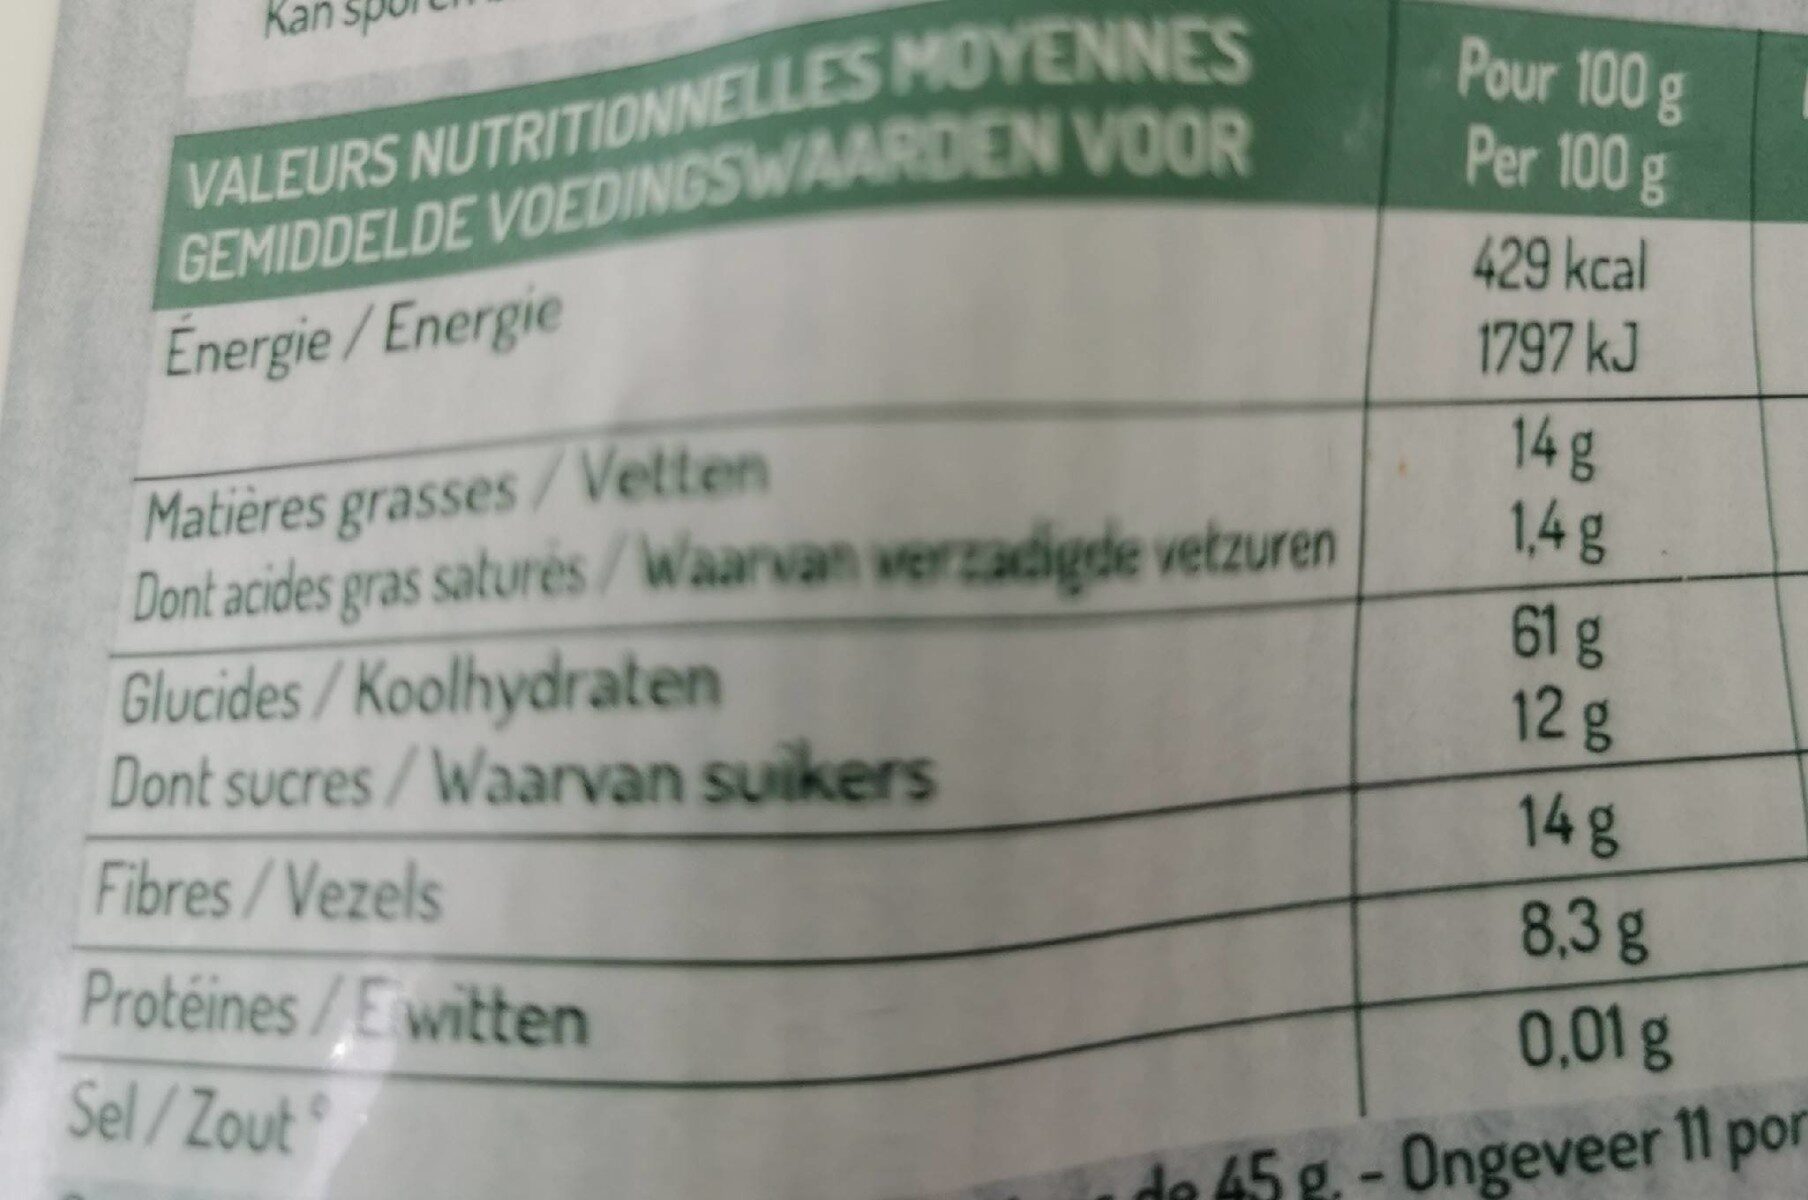 Kan
VALEURS NUTRITIONNELLES MOYENNES
GEMIDDELDE VOEDINGSWAARDEN VOOR
Pour 100 g
Per 100 g
Énergie / Energie
429 kcal
1797 kJ
Matières grasses / Vetten 14 g
Dont acides gras saturés / Waarvan verzadigde vetzuren 1,4 g
Glucides / Koolhydraten 61 g
Dont sucres / Waarvan suikers 12 g
Fibres / Vezels 14 g
Protéines / Eiwitten 8,3 g
Sel / Zout 0,01 g
de 45 g. - Ongeveer 11 por